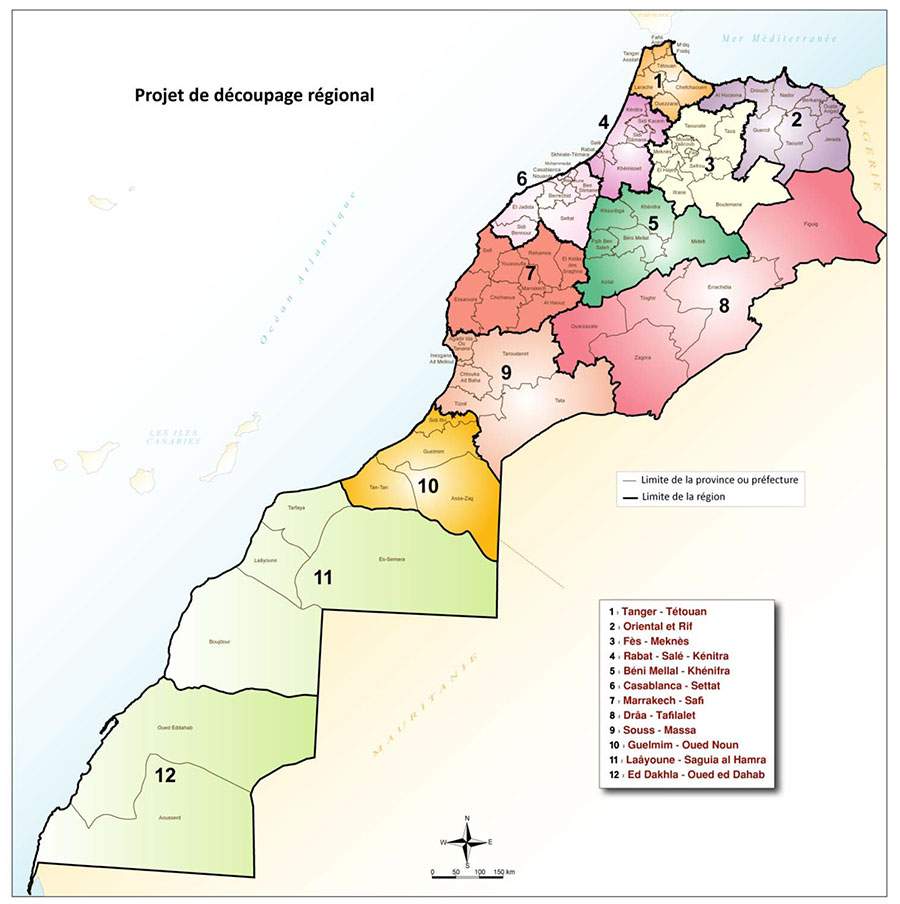 Projet de découpage régional
Mer Méditerranée
ALGÉRIE
Océan Atlantique
LES ILES
CANARIES
MAURITANIE
1
2
3
4
5
6
7
8
9
10
11
12
M'diq
Fnidq
Tanger
Assilah
Tétouan
Larache
Chefchaouen
Ouezzane
Al Hoceima
Driouch
Nador
Berkane
Oujda
Angad
Guercif
Taourirt
Jerada
Kénitra
Sidi Kacem
Sidi
Slimane
Salé
Rabat
Skhirate-Témara
Khémisset
Taounate
Taza
Meknès
Moulay
Yacoub
Sefrou
El Hajeb
Ifrane
Boulemane
Figuig
Mohammedia
Casablanca
Nouaceur
Ben
Slimane
Berrechid
El Jadida
Settat
Sidi
Bennour
Khouribga
Khénifra
Fqih Ben
Salah
Béni Mellal
Midelt
Azilal
Safi
Rehamna
Youssoufia
El Kelâa
des
Sraghna
Marrakech
Essaouira
Chichaoua
Al Haouz
Errachidia
Tinghir
Ouarzazate
Zagora
Agadir Ida
Ou
Tanane
Inezgane
Ait Melloul
Taroudannt
Chtouka
Ait Baha
Tiznit
Tata
Sidi Ifni
Guelmim
Tan-Tan
Assa-Zag
Tarfaya
Laâyoune
Es-Semara
Boujdour
Oued Eddahab
Aousserd
Limite de la province ou préfecture
Limite de la région
1 Tanger - Tétouan
2 Oriental et Rif
3 Fès - Meknès
4 Rabat - Salé - Kénitra
5 Béni Mellal - Khénifra
6 Casablanca - Settat
7 Marrakech - Safi
8 Drâa - Tafilalet
9 Souss - Massa
10 Guelmim - Oued Noun
11 Laâyoune - Saguia al Hamra
12 Ed Dakhla - Oued ed Dahab
N
W
E
S
0 50 100 150 km